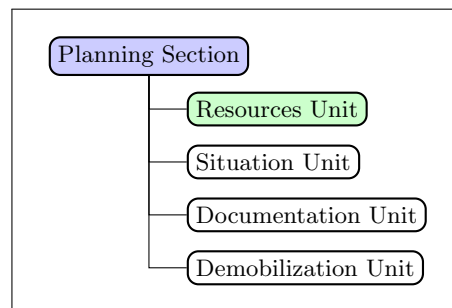 Planning Section
Resources Unit
Situation Unit
Documentation Unit
Demobilization Unit